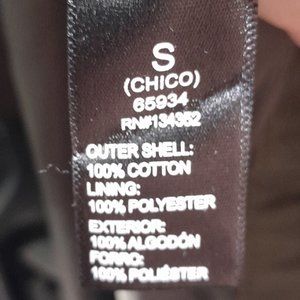 S
(CHICO)
65934
RN#134352
OUTER SHELL:
100% COTTON
LINING:
100% POLYESTER
EXTERIOR:
100% ALGODÓN
FORRO:
100% POLIÉSTER